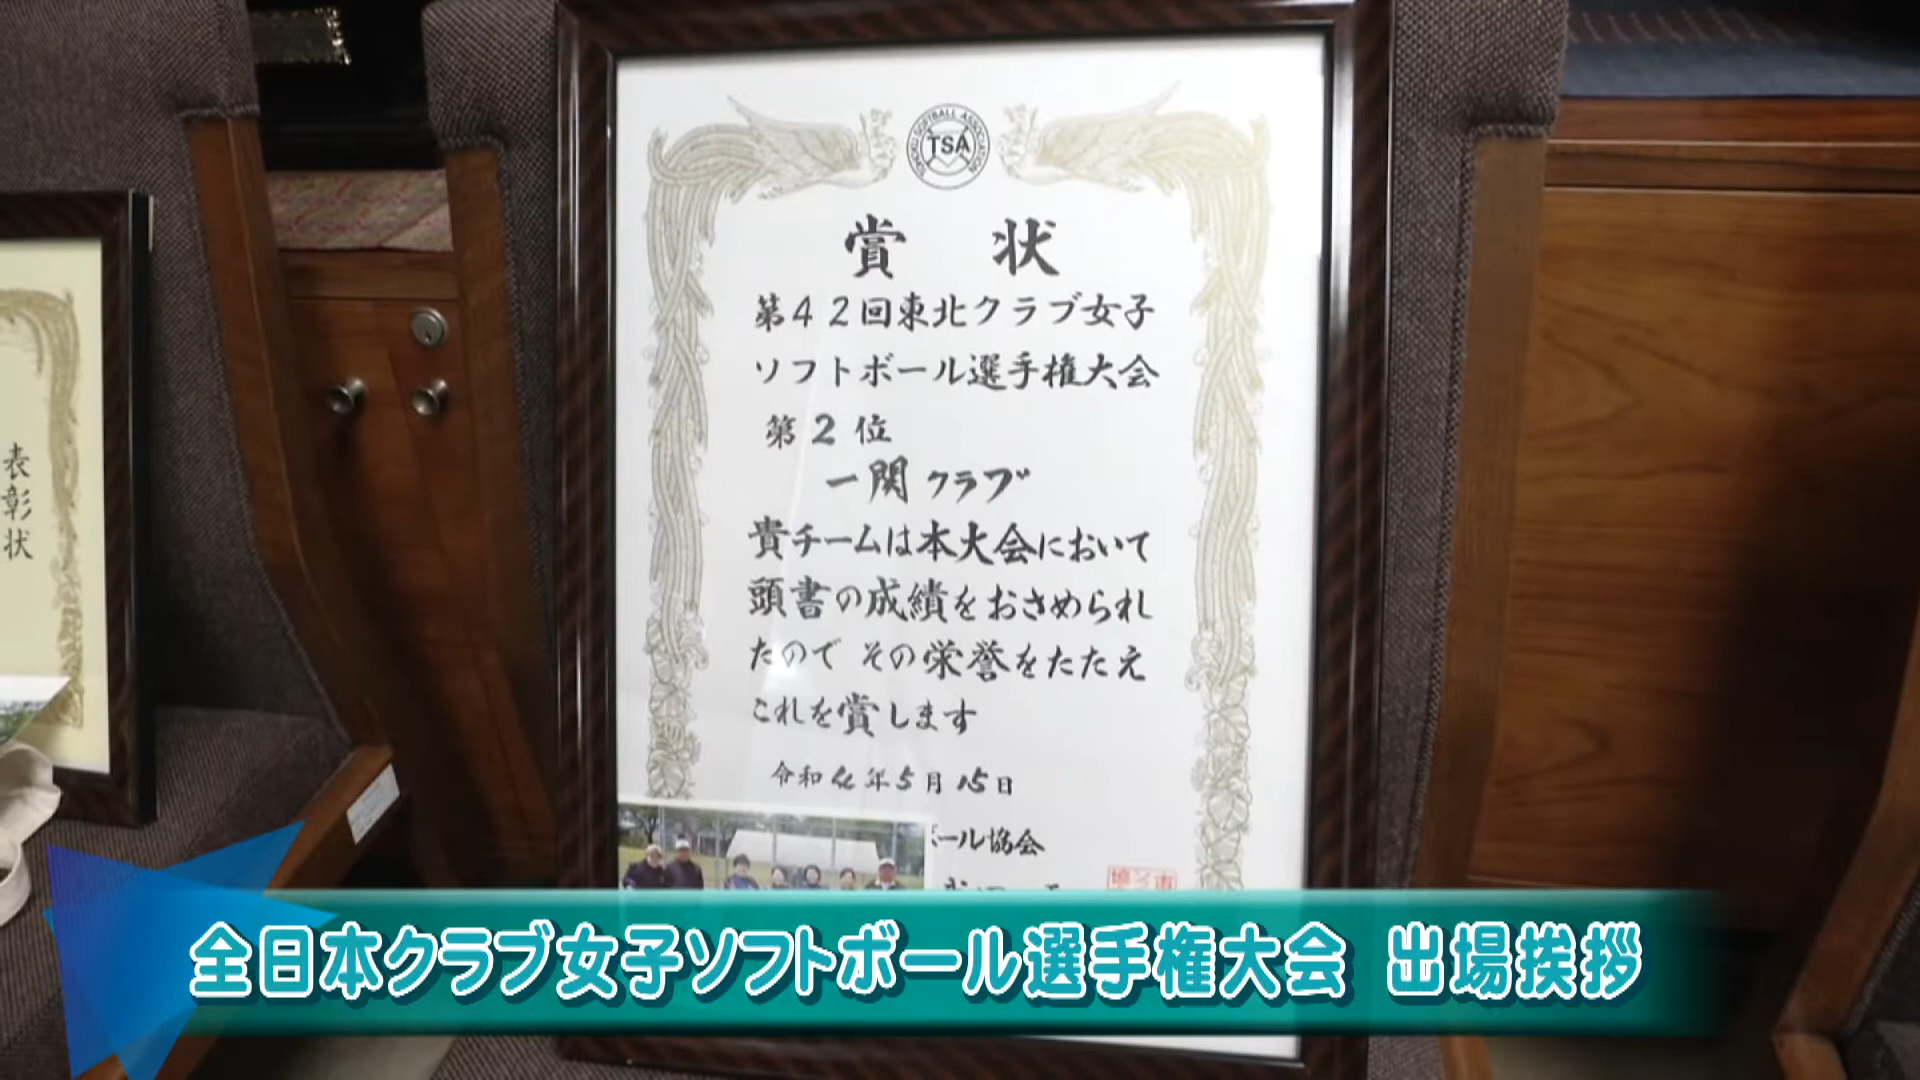 TOHOKU SOFTBALL ASSOCIATION
TSA
賞 状
第42回東北クラブ女子
ソフトボール選手権大会
第2位
一関クラブ
貴チームは本大会において
頭書の成績をおさめられ
たので その栄誉をたたえ
これを賞します
令和4年5月15日
ボール協会
表彰状
全日本クラブ女子ソフトボール選手権大会 出場挨拶